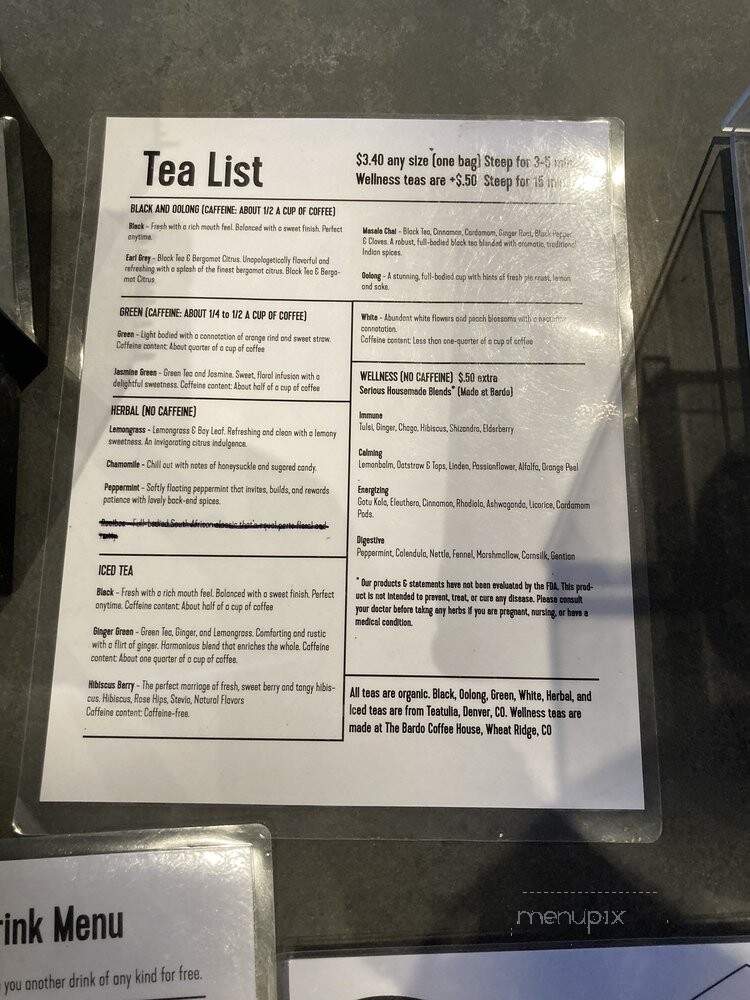 Tea List
$3.40 any size (one bag) Steep for 3-5 min
Wellness teas are +$.50 Steep for 15 min
BLACK AND OOLONG (CAFFEINE: ABOUT 1/2 A CUP OF COFFEE)
Black - Fresh with a rich mouth feel. Balanced with a sweet finish. Perfect
anytime.
Earl Grey - Black Tea & Bergamot Citrus. Unapologetically flavorful and
refreshing with a splash of the finest bergamot citrus. Black Tea & Berga-
mot Citrus
Masala Chai - Black Tea, Cinnamon, Cardamom, Ginger Root, Black Pepper
& Cloves. A robust, full-bodied black tea blended with aromatic, traditional
Indian spices.
Oolong - A stunning, full-bodied cup with hints of fresh pie crust, lemon
and sake.
GREEN (CAFFEINE: ABOUT 1/4 to 1/2 A CUP OF COFFEE)
Green - Light bodied with a connotation of orange rind and sweet straw.
Caffeine content: About quarter of a cup of coffee
Jasmine Green - Green Tea and Jasmine. Sweet, floral infusion with a
delightful sweetness. Caffeine content: About half of a cup of coffee
HERBAL (NO CAFFEINE)
Lemongrass - Lemongrass & Bay Leaf. Refreshing and clean with a lemony
sweetness. An invigorating citrus indulgence.
Chamomile - Chill out with notes of honeysuckle and sugared candy.
Peppermint - Softly floating peppermint that invites, builds, and rewards
patience with lovely back-end spices.
Rooibos - Full-bodied South African classic that's equal parts floral and
ICED TEA
Black - Fresh with a rich mouth feel. Balanced with a sweet finish. Perfect
anytime. Caffeine content: About half of a cup of coffee
Ginger Green - Green Tea, Ginger, and Lemongrass. Comforting and rustic
with a flirt of ginger. Harmonious blend that enriches the whole. Caffeine
content: About one quarter of a cup of coffee.
Hibiscus Berry - The perfect marriage of fresh, sweet berry and tangy hibis-
cus. Hibiscus, Rose Hips, Stevia, Natural Flavors
Caffeine content: Caffeine-free.
White - Abundant white flowers and peach blossoms with a
connotation.
Caffeine content: Less than one-quarter of a cup of coffee
WELLNESS (NO CAFFEINE) $.50 extra
Serious Housemade Blends* (Made at Bardo)
Immune
Tulsi, Ginger, Chaga, Hibiscus, Shizandra, Elderberry
Calming
Lemonbalm, Oatstraw & Tops, Linden, Passionflower, Alfalfa, Orange Peel
Energizing
Gotu Kola, Eleuthero, Cinnamon, Rhodiola, Ashwaganda, Licorice, Cardamom
Pods.
Digestive
Peppermint, Calendula, Nettle, Fennel, Marshmallow, Cornsilk, Gentian
* Our products & statements have not been evaluated by the FDA. This prod-
uct is not intended to prevent, treat, or cure any disease. Please consult
your doctor before takng any herbs if you are pregnant, nursing, or have a
medical condition.
All teas are organic. Black, Oolong, Green, White, Herbal, and
Iced teas are from Teatulia, Denver, CO. Wellness teas are
made at The Bardo Coffee House, Wheat Ridge, CO
rink Menu
you another drink of any kind for free.
menupix